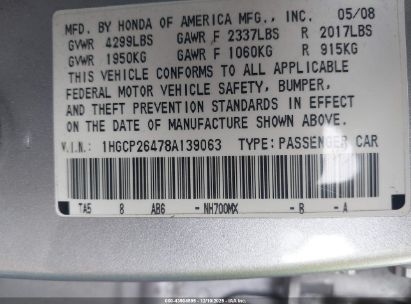 MFD. BY HONDA OF AMERICA MFG., INC. 05/08
GVWR 4299LBS GAWR F 2337LBS R 2017LBS
GVWR 1950KG GAWR F 1060KG R 915KG
THIS VEHICLE CONFORMS TO ALL APPLICABLE
FEDERAL MOTOR VEHICLE SAFETY, BUMPER,
AND THEFT PREVENTION STANDARDS IN EFFECT
ON THE DATE OF MANUFACTURE SHOWN ABOVE.
V.I.N.: 1HGCP26478A139063 TYPE: PASSENGER CAR
TA5 8 AB6 -NH700MX -B -A